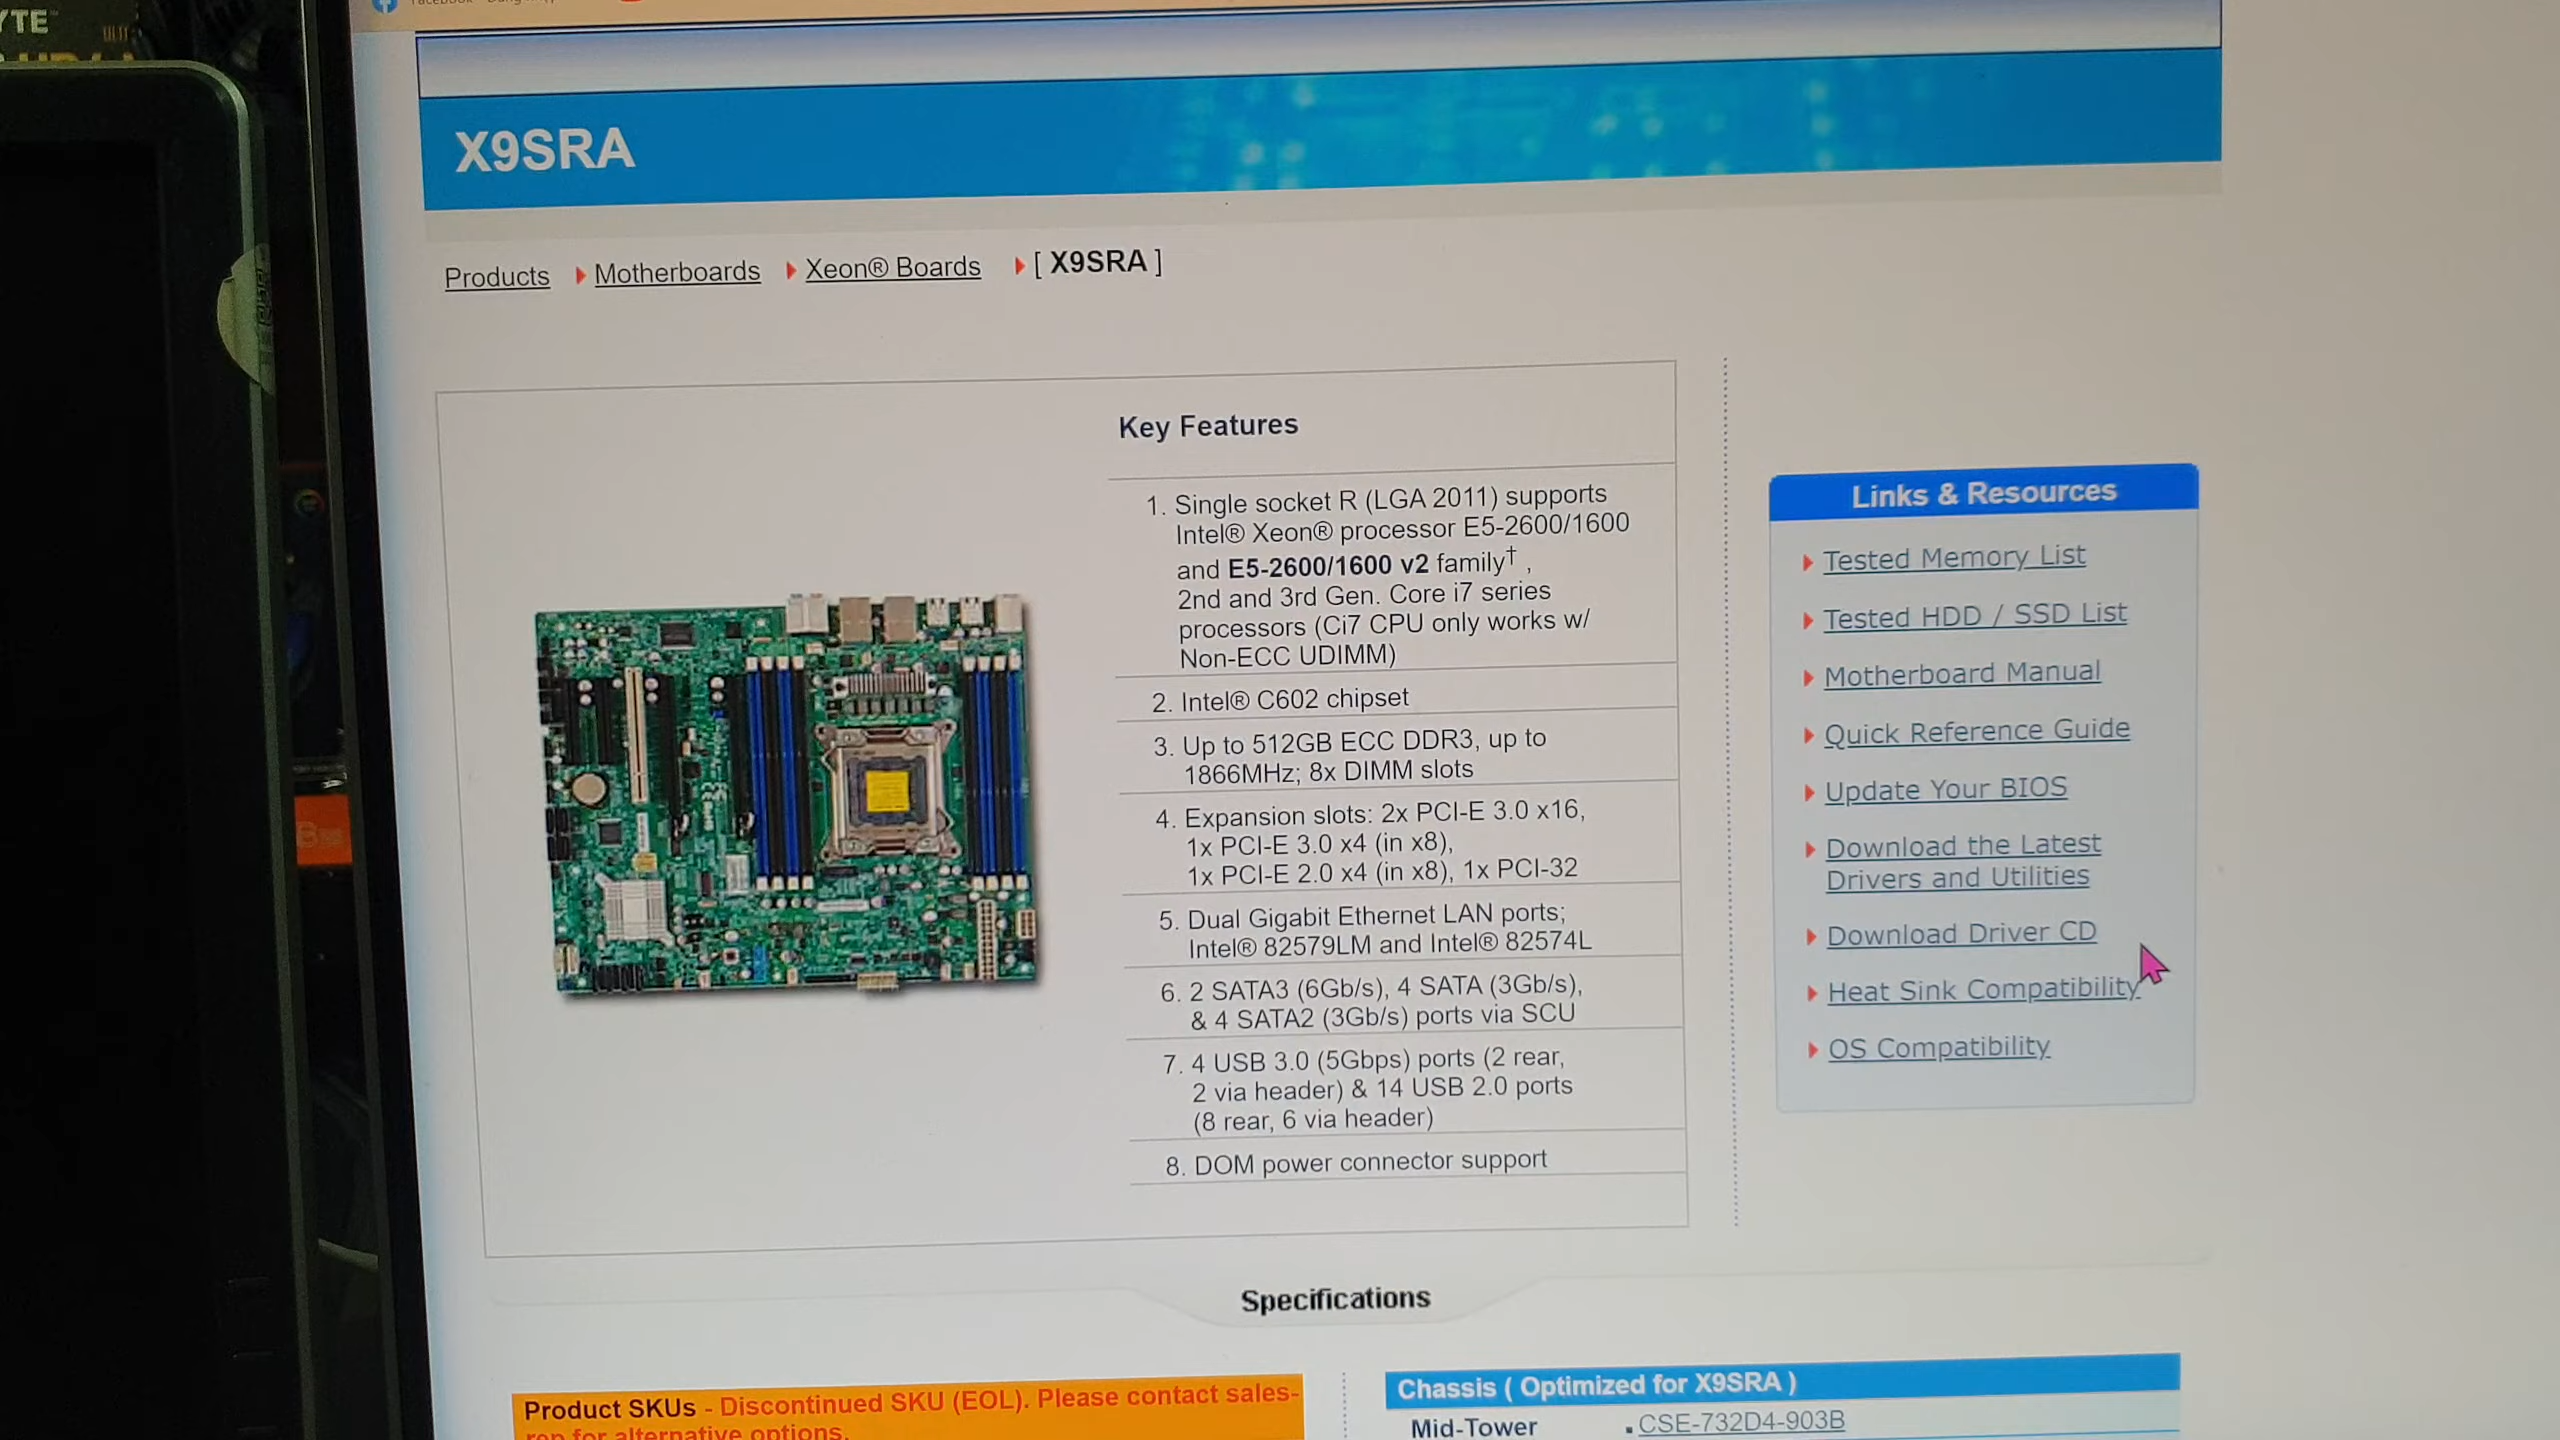 X9SRA
Products Motherboards Xeon® Boards [ X9SRA ]
Key Features
1. Single socket R (LGA 2011) supports
Intel® Xeon® processor E5-2600/1600
and E5-2600/1600 v2 family† ,
2nd and 3rd Gen. Core i7 series
processors (Ci7 CPU only works w/
Non-ECC UDIMM)
2. Intel® C602 chipset
3. Up to 512GB ECC DDR3, up to
1866MHz; 8x DIMM slots
4. Expansion slots: 2x PCI-E 3.0 x16,
1x PCI-E 3.0 x4 (in x8),
1x PCI-E 2.0 x4 (in x8), 1x PCI-32
5. Dual Gigabit Ethernet LAN ports;
Intel® 82579LM and Intel® 82574L
6. 2 SATA3 (6Gb/s), 4 SATA (3Gb/s),
& 4 SATA2 (3Gb/s) ports via SCU
7. 4 USB 3.0 (5Gbps) ports (2 rear,
2 via header) & 14 USB 2.0 ports
(8 rear, 6 via header)
8. DOM power connector support
Links & Resources
Tested Memory List
Tested HDD / SSD List
Motherboard Manual
Quick Reference Guide
Update Your BIOS
Download the Latest
Drivers and Utilities
Download Driver CD
Heat Sink Compatibility
OS Compatibility
Specifications
Product SKUs - Discontinued SKU (EOL). Please contact sales-
rep for alternative options.
Chassis ( Optimized for X9SRA )
Mid-Tower CSE-732D4-903B